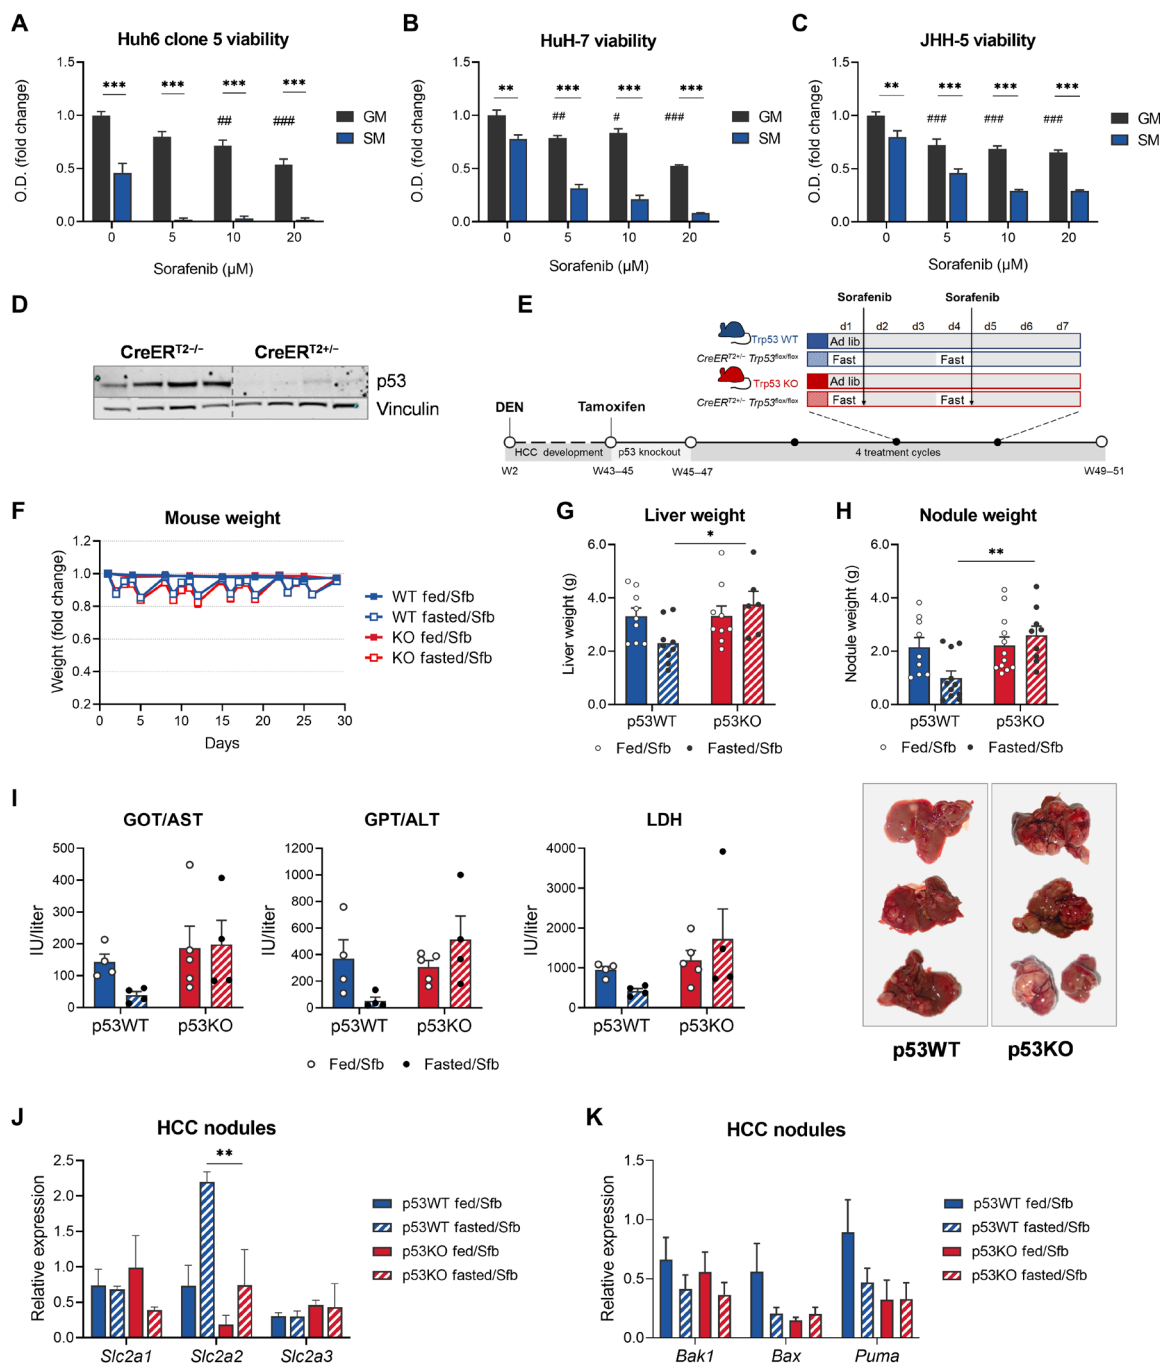 A
Huh6 clone 5 viability
O.D. (fold change)
1.5
1.0
0.5
0.0
*** *** *** ***
## ###
GM
SM
0 5 10 20
Sorafenib (µM)
B
HuH-7 viability
O.D. (fold change)
1.5
1.0
0.5
0.0
** *** *** ***
## # ###
GM
SM
0 5 10 20
Sorafenib (µM)
C
JHH-5 viability
O.D. (fold change)
1.5
1.0
0.5
0.0
** *** *** ***
### ### ###
GM
SM
0 5 10 20
Sorafenib (µM)
D
CreER^T2−/− CreER^T2+/−
p53
Vinculin
E
Sorafenib Sorafenib
d1 d2 d3 d4 d5 d6 d7
Trp53 WT Ad lib
CreER^T2+/− Trp53^flox/flox Fast Fast
Trp53 KO Ad lib
CreER^T2+/− Trp53^flox/flox Fast Fast
DEN Tamoxifen
HCC development p53 knockout 4 treatment cycles
W2 W43–45 W45–47 W49–51
F
Mouse weight
Weight (fold change)
1.2
1.0
0.8
0.6
0.4
0.2
0 5 10 15 20 25 30
Days
WT fed/Sfb
WT fasted/Sfb
KO fed/Sfb
KO fasted/Sfb
G
Liver weight
*
Liver weight (g)
6.0
4.0
2.0
0.0
p53WT p53KO
Fed/Sfb Fasted/Sfb
H
Nodule weight
**
Nodule weight (g)
6.0
4.0
2.0
0.0
p53WT p53KO
Fed/Sfb Fasted/Sfb
p53WT p53KO
I
GOT/AST
IU/liter
500
400
300
200
100
0
p53WT p53KO
GPT/ALT
IU/liter
1200
1000
800
600
400
200
0
p53WT p53KO
Fed/Sfb Fasted/Sfb
LDH
IU/liter
4000
3000
2000
1000
0
p53WT p53KO
J
HCC nodules
Relative expression
2.5
2.0
1.5
1.0
0.5
0.0
**
Slc2a1 Slc2a2 Slc2a3
p53WT fed/Sfb
p53WT fasted/Sfb
p53KO fed/Sfb
p53KO fasted/Sfb
K
HCC nodules
Relative expression
1.5
1.0
0.5
0.0
Bak1 Bax Puma
p53WT fed/Sfb
p53WT fasted/Sfb
p53KO fed/Sfb
p53KO fasted/Sfb